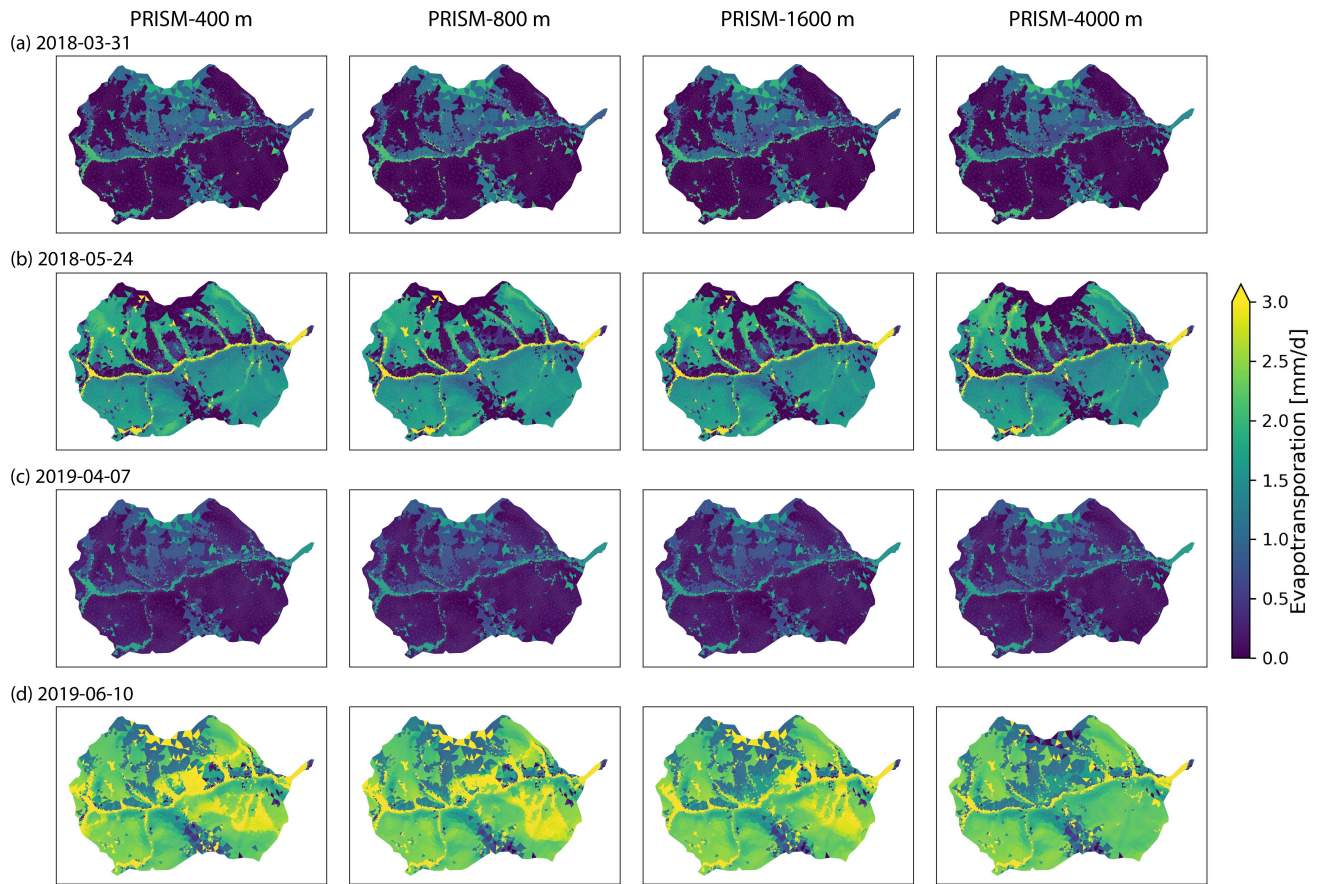 PRISM-400 m PRISM-800 m PRISM-1600 m PRISM-4000 m
(a) 2018-03-31
(b) 2018-05-24
3.0
2.5
2.0
1.5
1.0
0.5
0.0
Evapotransporation [mm/d]
(c) 2019-04-07
(d) 2019-06-10